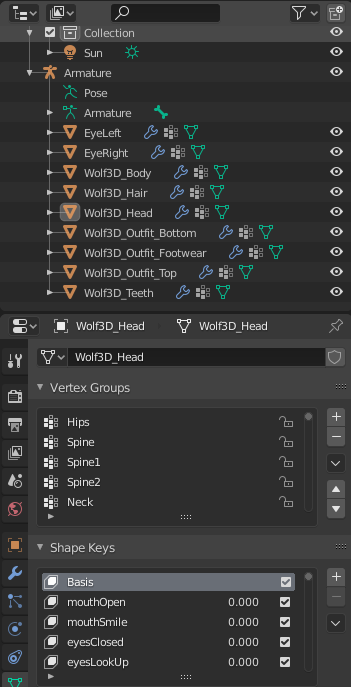 Collection
Sun
Armature
Pose
Armature
EyeLeft
EyeRight
Wolf3D_Body
Wolf3D_Hair
Wolf3D_Head
Wolf3D_Outfit_Bottom
Wolf3D_Outfit_Footwear
Wolf3D_Outfit_Top
Wolf3D_Teeth
Wolf3D_Head Wolf3D_Head
Wolf3D_Head
Vertex Groups
Hips
Spine
Spine1
Spine2
Neck
Shape Keys
Basis
mouthOpen 0.000
mouthSmile 0.000
eyesClosed 0.000
eyesLookUp 0.000